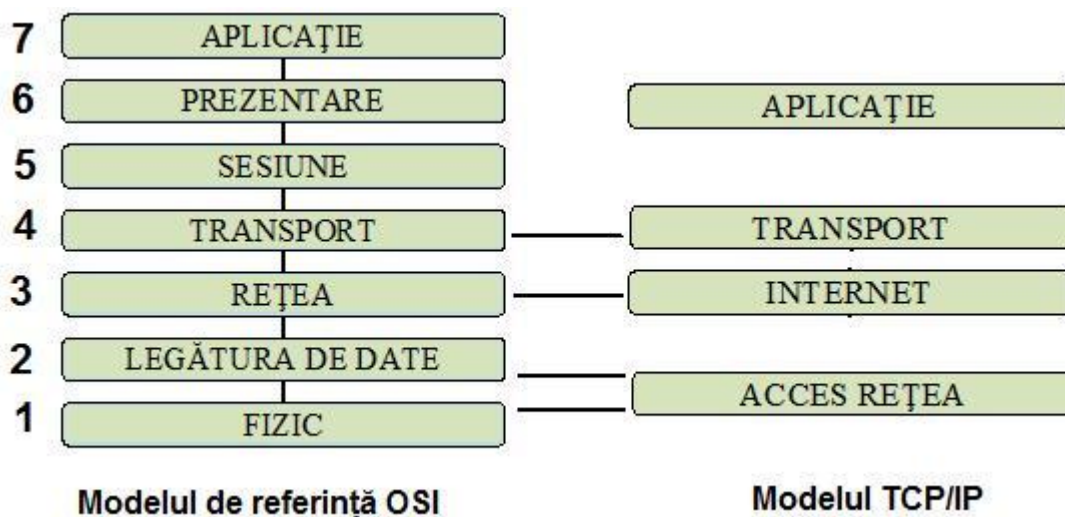 7 APLICAŢIE
6 PREZENTARE APLICAŢIE
5 SESIUNE
4 TRANSPORT TRANSPORT
3 REŢEA INTERNET
2 LEGĂTURA DE DATE
ACCES REŢEA
1 FIZIC
Modelul de referinţă OSI Modelul TCP/IP